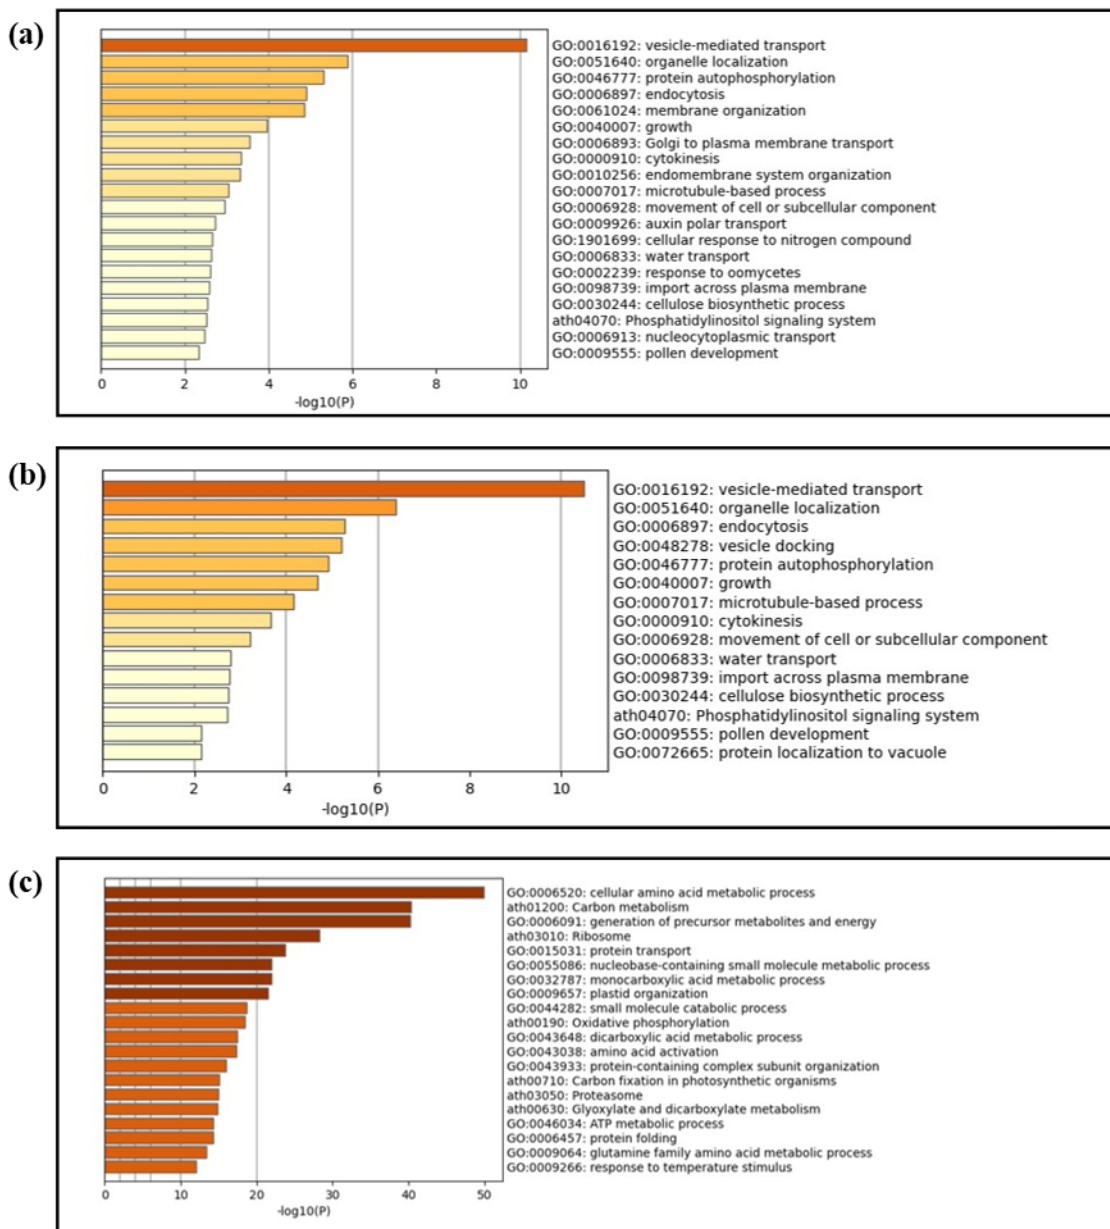 (a)
GO:0016192: vesicle-mediated transport
GO:0051640: organelle localization
GO:0046777: protein autophosphorylation
GO:0006897: endocytosis
GO:0061024: membrane organization
GO:0040007: growth
GO:0006893: Golgi to plasma membrane transport
GO:0000910: cytokinesis
GO:0010256: endomembrane system organization
GO:0007017: microtubule-based process
GO:0006928: movement of cell or subcellular component
GO:0009926: auxin polar transport
GO:1901699: cellular response to nitrogen compound
GO:0006833: water transport
GO:0002239: response to oomycetes
GO:0098739: import across plasma membrane
GO:0030244: cellulose biosynthetic process
ath04070: Phosphatidylinositol signaling system
GO:0006913: nucleocytoplasmic transport
GO:0009555: pollen development
0 2 4 6 8 10
-log10(P)
(b)
GO:0016192: vesicle-mediated transport
GO:0051640: organelle localization
GO:0006897: endocytosis
GO:0048278: vesicle docking
GO:0046777: protein autophosphorylation
GO:0040007: growth
GO:0007017: microtubule-based process
GO:0000910: cytokinesis
GO:0006928: movement of cell or subcellular component
GO:0006833: water transport
GO:0098739: import across plasma membrane
GO:0030244: cellulose biosynthetic process
ath04070: Phosphatidylinositol signaling system
GO:0009555: pollen development
GO:0072665: protein localization to vacuole
0 2 4 6 8 10
-log10(P)
(c)
GO:0006520: cellular amino acid metabolic process
ath01200: Carbon metabolism
GO:0006091: generation of precursor metabolites and energy
ath03010: Ribosome
GO:0015031: protein transport
GO:0055086: nucleobase-containing small molecule metabolic process
GO:0032787: monocarboxylic acid metabolic process
GO:0009657: plastid organization
GO:0044282: small molecule catabolic process
ath00190: Oxidative phosphorylation
GO:0043648: dicarboxylic acid metabolic process
GO:0043038: amino acid activation
GO:0043933: protein-containing complex subunit organization
ath00710: Carbon fixation in photosynthetic organisms
ath03050: Proteasome
ath00630: Glyoxylate and dicarboxylate metabolism
GO:0046034: ATP metabolic process
GO:0006457: protein folding
GO:0009064: glutamine family amino acid metabolic process
GO:0009266: response to temperature stimulus
0 10 20 30 40 50
-log10(P)